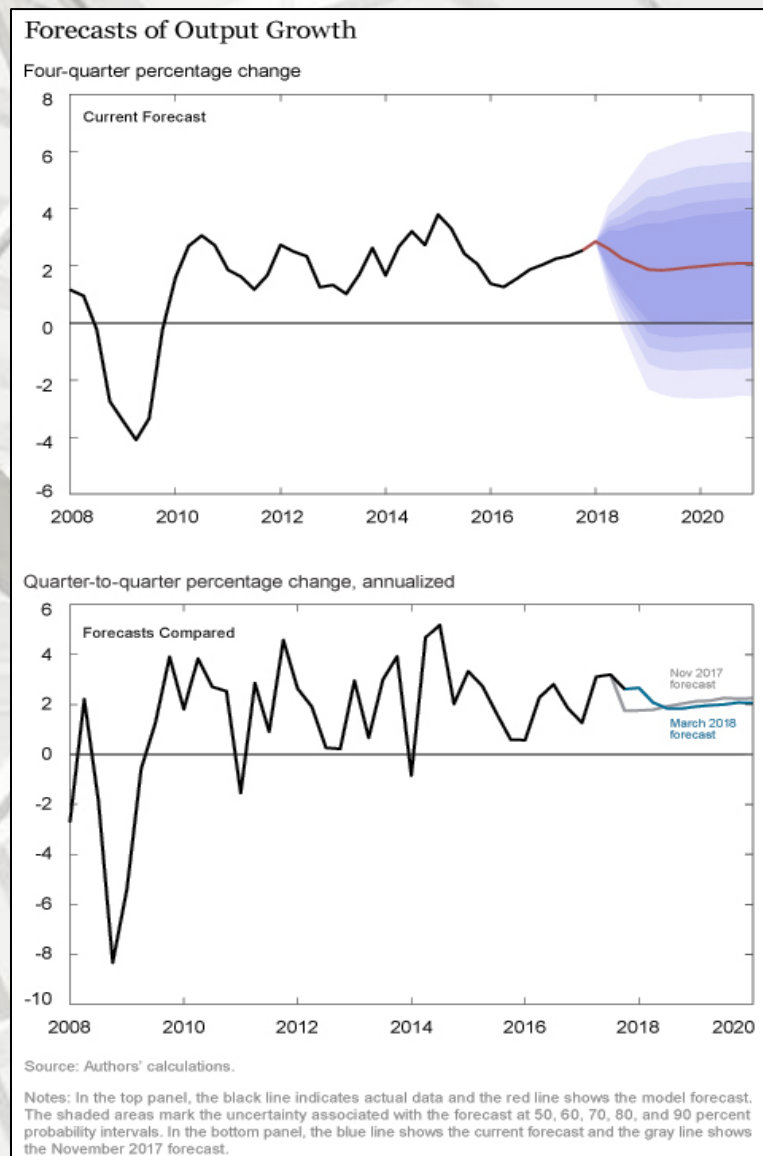 Forecasts of Output Growth
Four-quarter percentage change
8
Current Forecast
6
4
2
0
-2
-4
-6
2008 2010 2012 2014 2016 2018 2020
Quarter-to-quarter percentage change, annualized
6
Forecasts Compared
4
Nov 2017
forecast
2
March 2018
forecast
0
-2
-4
-6
-8
-10
2008 2010 2012 2014 2016 2018 2020
Source: Authors' calculations.
Notes: In the top panel, the black line indicates actual data and the red line shows the model forecast.
The shaded areas mark the uncertainty associated with the forecast at 50, 60, 70, 80, and 90 percent
probability intervals. In the bottom panel, the blue line shows the current forecast and the gray line shows
the November 2017 forecast.